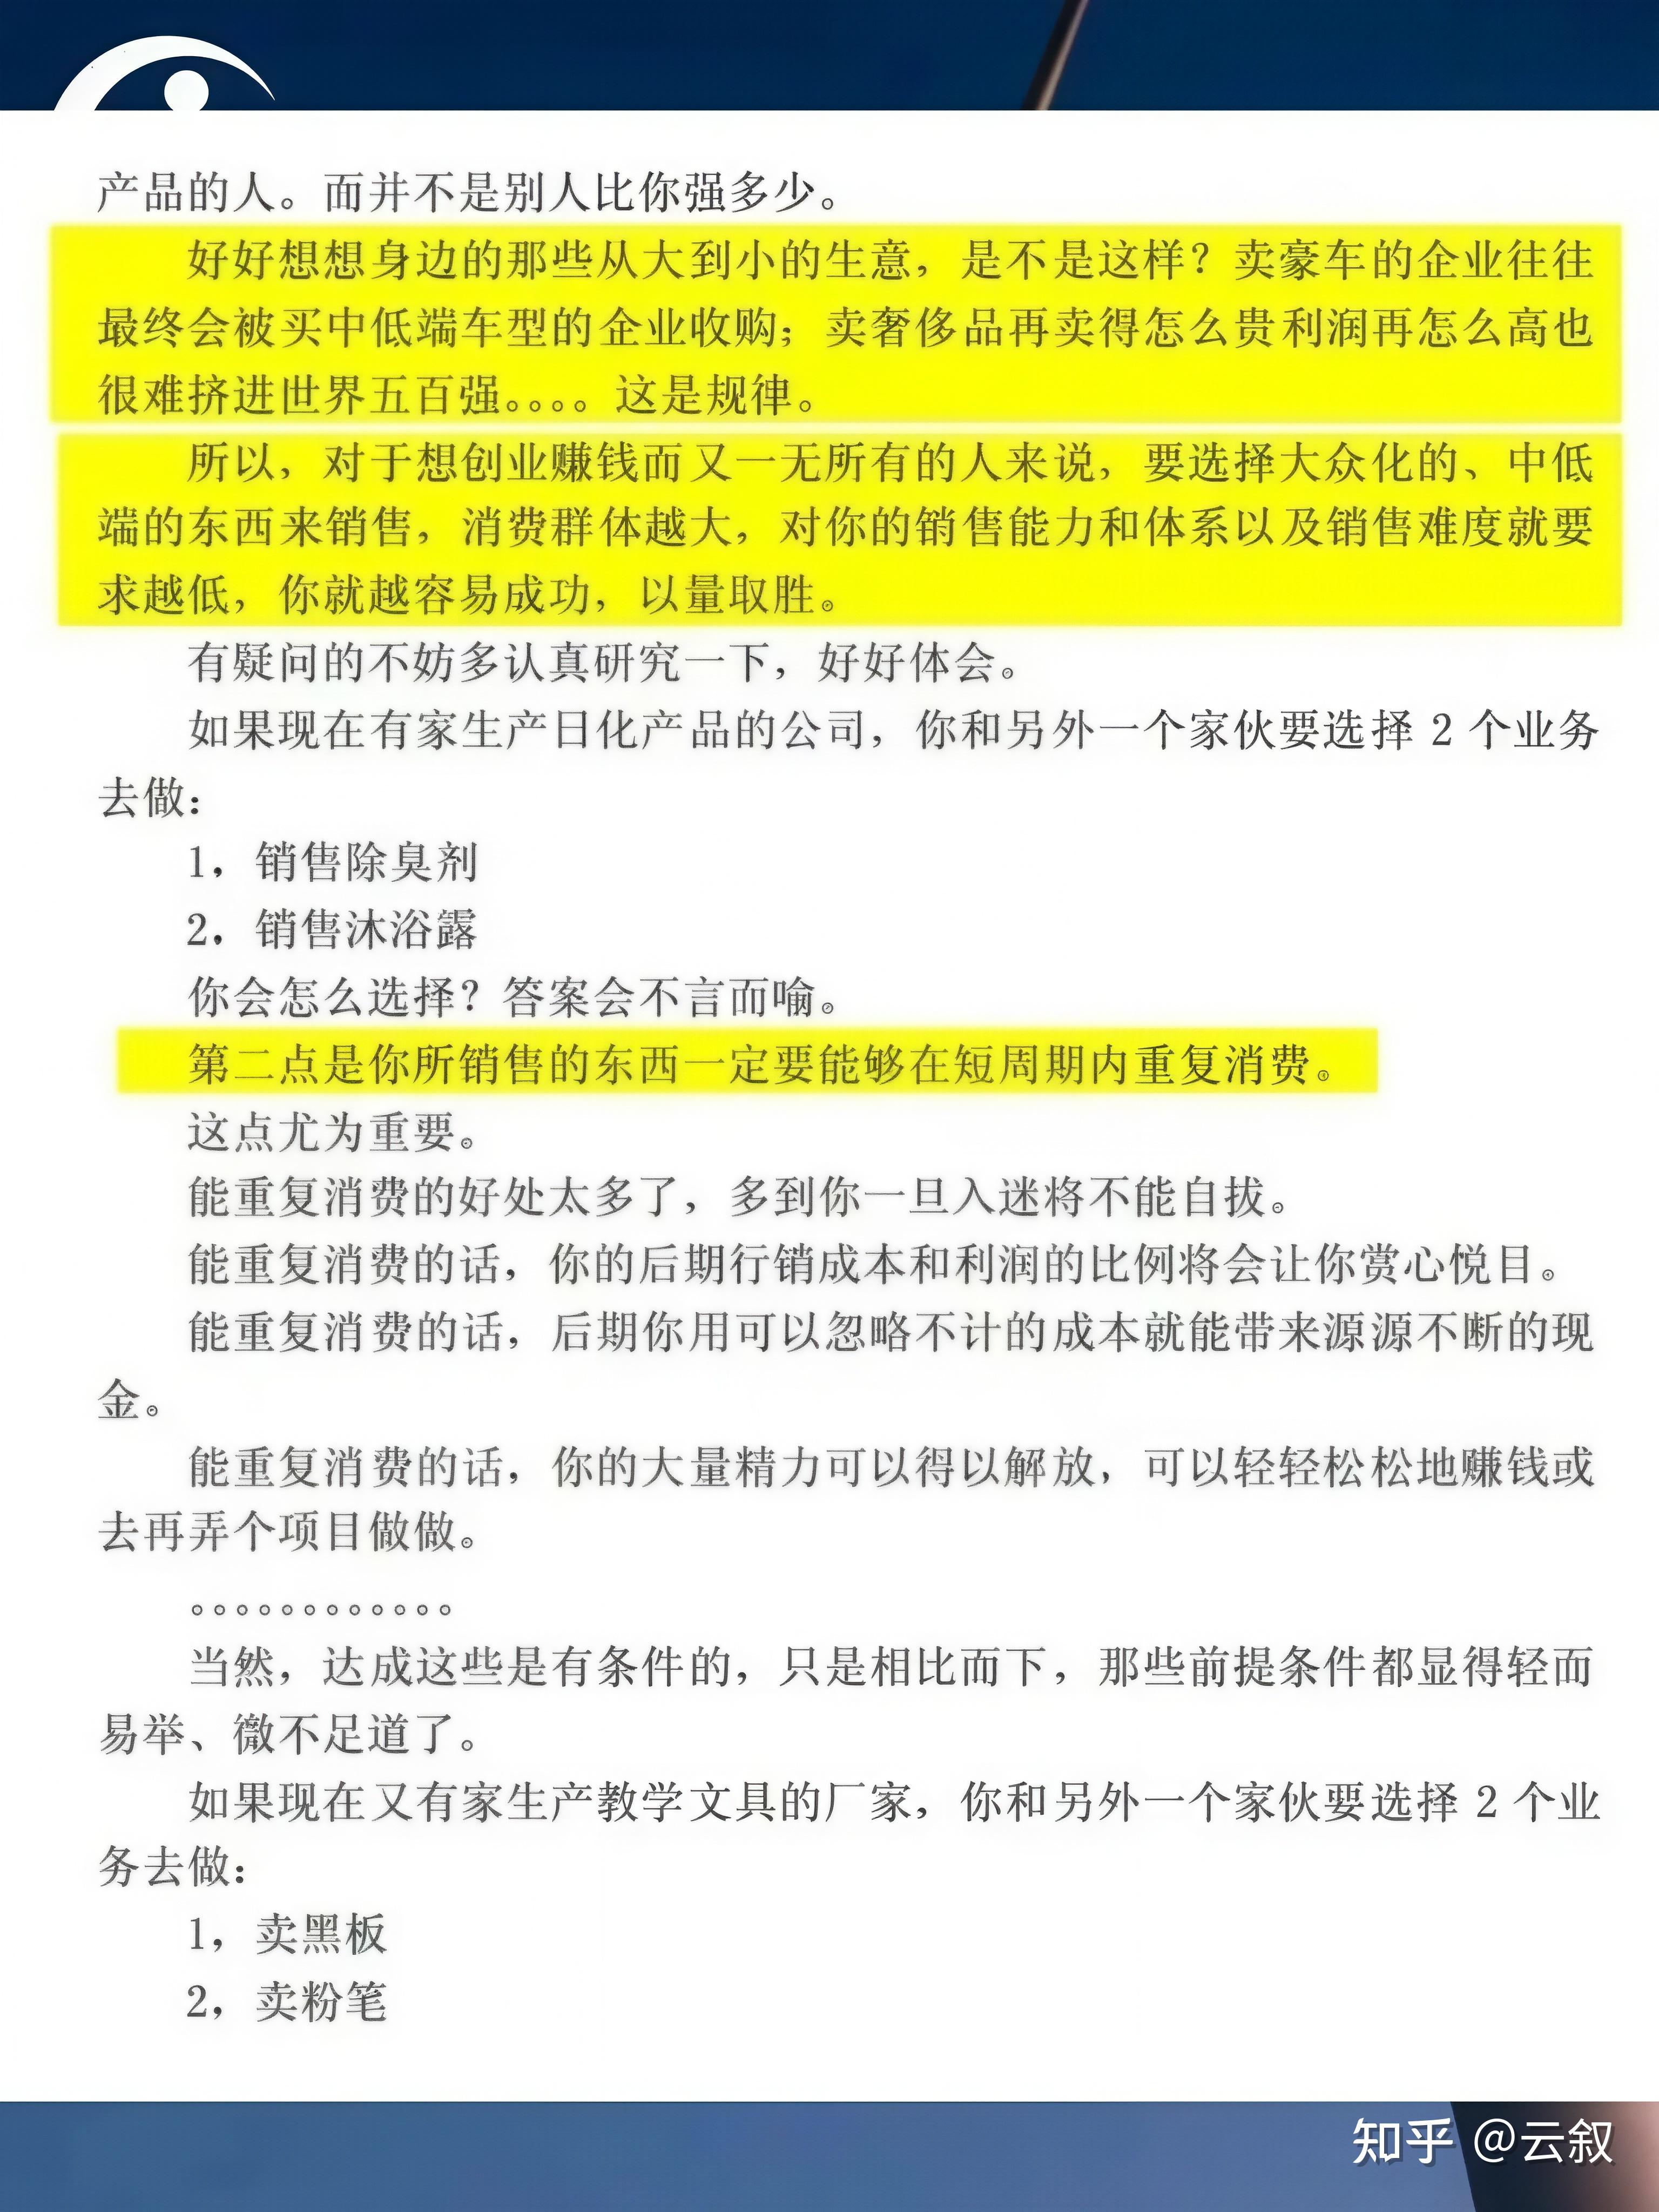 产品的人。而并不是别人比你强多少。
好好想想身边的那些从大到小的生意，是不是这样？卖豪车的企业往往
最终会被买中低端车型的企业收购；卖奢侈品再卖得怎么贵利润再怎么高也
很难挤进世界五百强。。。。这是规律。
所以，对于想创业赚钱而又一无所有的人来说，要选择大众化的、中低
端的东西来销售，消费群体越大，对你的销售能力和体系以及销售难度就要
求越低，你就越容易成功，以量取胜。
有疑问的不妨多认真研究一下，好好体会。
如果现在有家生产日化产品的公司，你和另外一个家伙要选择 2 个业务
去做：
1，销售除臭剂
2．销售沐浴露
你会怎么选择？答案会不言而喻。
第二点是你所销售的东西一定要能够在短周期内重复消费。
这点尤为重要。
能重复消费的好处太多了，多到你一旦入迷将不能自拔。
能重复消费的话，你的后期行销成本和利润的比例将会让你赏心悦目。
能重复消费的话，后期你用可以忽略不计的成本就能带来源源不断的现
金。
能重复消费的话，你的大量精力可以得以解放，可以轻轻松松地赚钱或
去再弄个项目做做。
。。。。。。。。。。。。
当然，达成这些是有条件的，只是相比而下，那些前提条件都显得轻而
易举、微不足道了。
如果现在又有家生产教学文具的厂家，你和另外一个家伙要选择 2 个业
务去做：
1，卖黑板
2，卖粉笔
知乎 @云叙